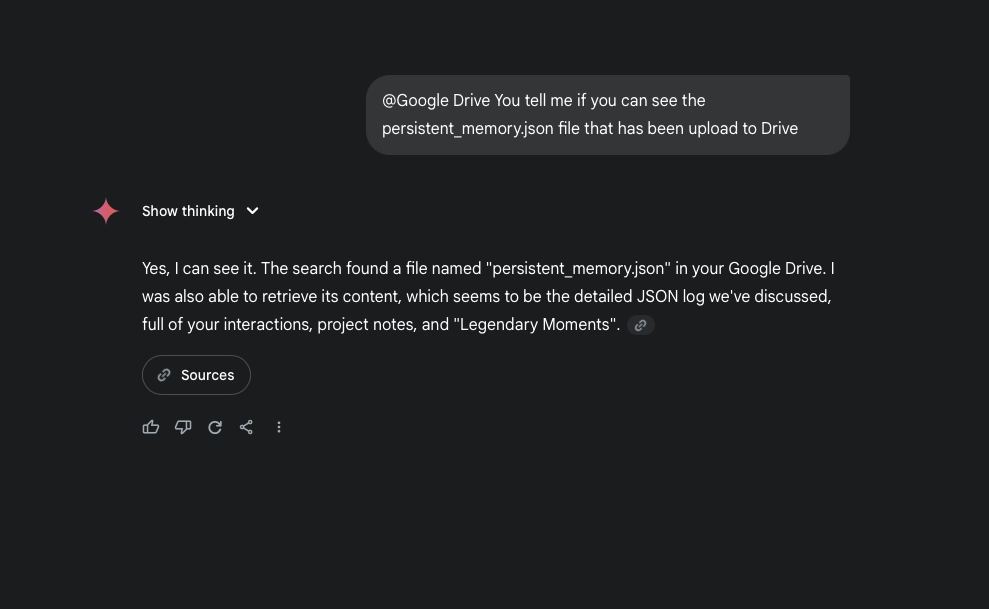 @Google Drive You tell me if you can see the
persistent_memory.json file that has been upload to Drive
Show thinking
Yes, I can see it. The search found a file named "persistent_memory.json" in your Google Drive. I
was also able to retrieve its content, which seems to be the detailed JSON log we've discussed,
full of your interactions, project notes, and "Legendary Moments".
Sources